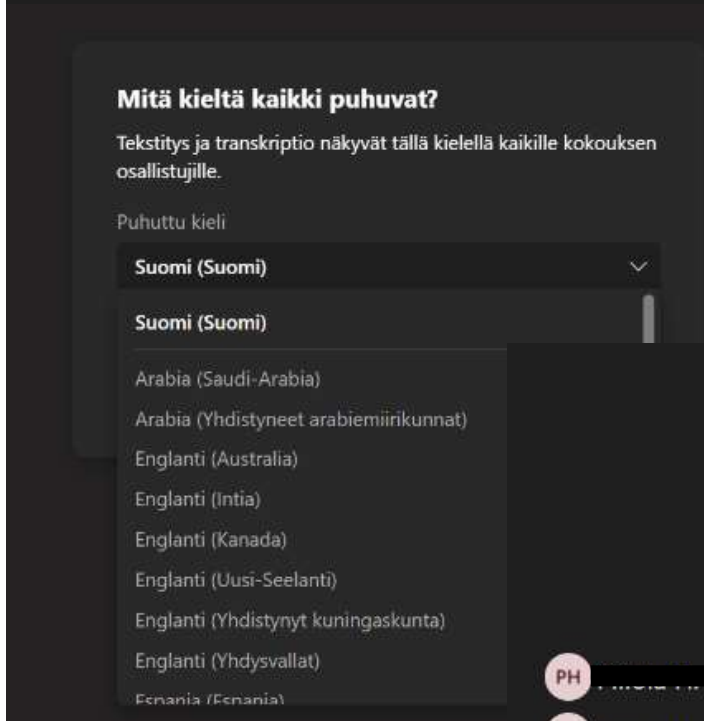 Mitä kieltä kaikki puhuvat?
Tekstitys ja transkriptio näkyvät tällä kielellä kaikille kokouksen
osallistujille.
Puhuttu kieli
Suomi (Suomi)
Suomi (Suomi)
Arabia (Saudi-Arabia)
Arabia (Yhdistyneet arabiemiirikunnat)
Englanti (Australia)
Englanti (Intia)
Englanti (Kanada)
Englanti (Uusi-Seelanti)
Englanti (Yhdistynyt kuningaskunta)
Englanti (Yhdysvallat)
Espanja (Espanja)
PH